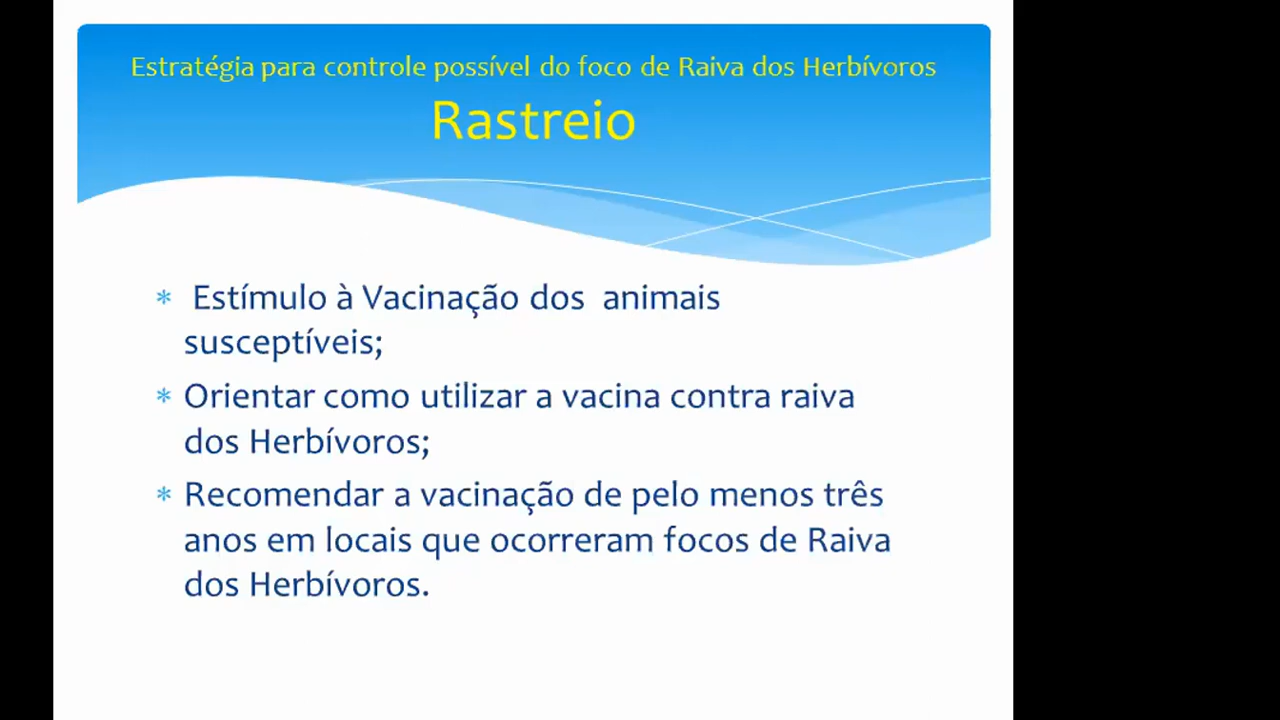 Estratégia para controle possível do foco de Raiva dos Herbívoros
Rastreio
* Estímulo à Vacinação dos animais
susceptíveis;
* Orientar como utilizar a vacina contra raiva
dos Herbívoros;
* Recomendar a vacinação de pelo menos três
anos em locais que ocorreram focos de Raiva
dos Herbívoros.